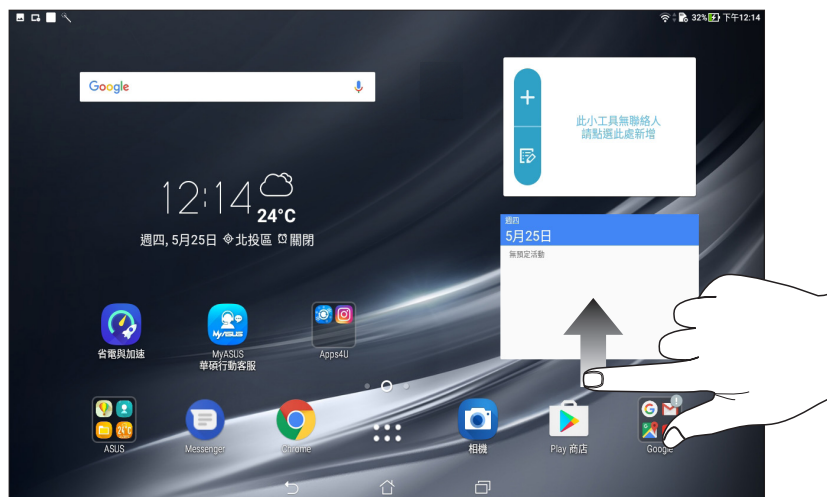 32% 下午12:14
Google
此小工具無聯絡人
請點選此處新增
12:14
24°C
週四, 5月25日 北投區 關閉
週四
5月25日
無預定活動
省電與加速
MyASUS
MyASUS
華碩行動客服
Apps4U
24°C
ASUS
Messenger
Chrome
相機
Play 商店
Google